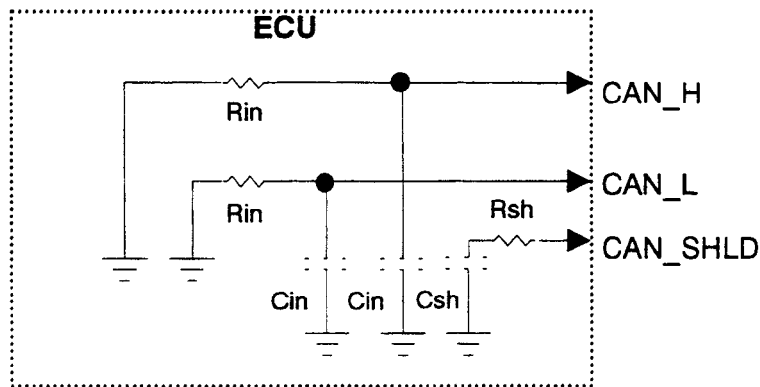 ECU
CAN_H
Rin
CAN_L
Rin
Rsh
CAN_SHLD
Cin
Cin
Csh